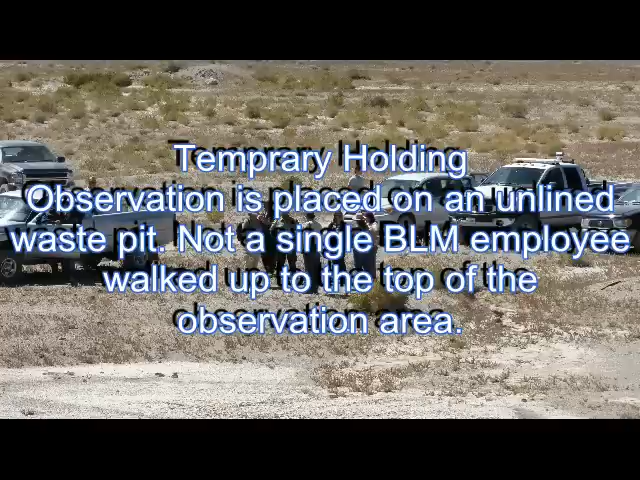 Temprary Holding
Observation is placed on an unlined
waste pit. Not a single BLM employee
walked up to the top of the
observation area.